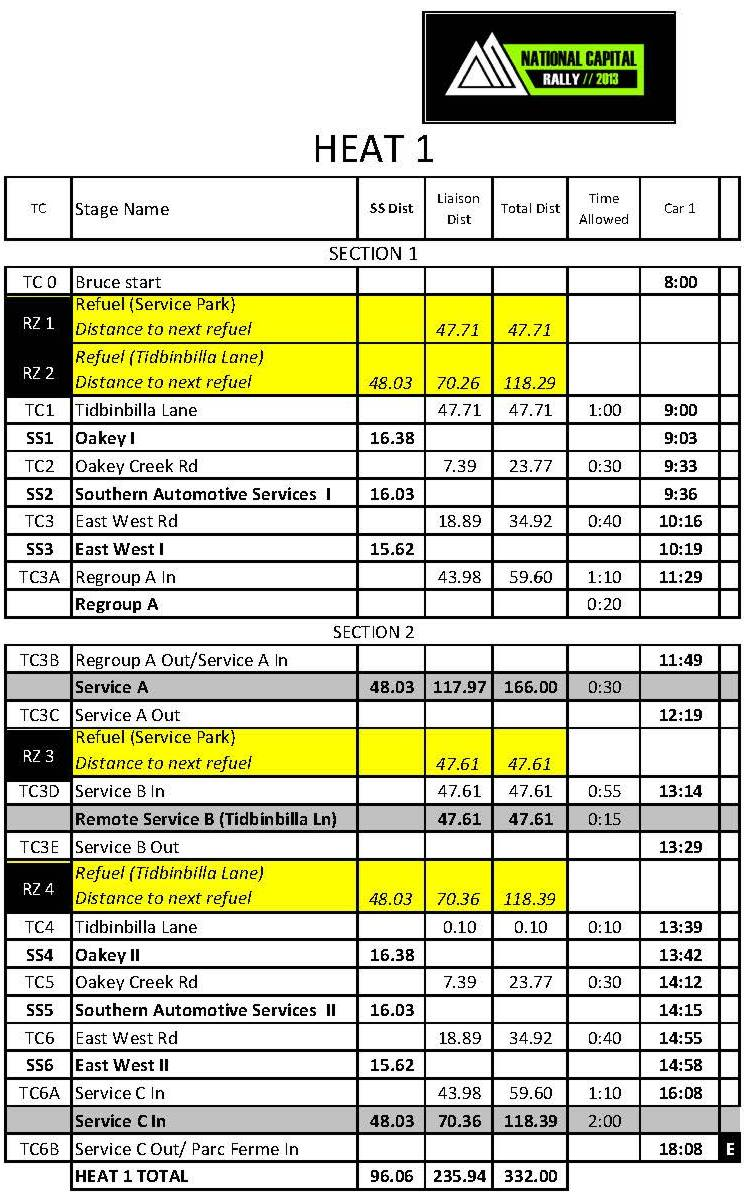 NATIONAL CAPITAL
RALLY // 2013
HEAT 1
TC Stage Name SS Dist Liaison Dist Total Dist Time Allowed Car 1
SECTION 1
TC 0 Bruce start 8:00
RZ 1 Refuel (Service Park)
Distance to next refuel 47.71 47.71
RZ 2 Refuel (Tidbinbilla Lane)
Distance to next refuel 48.03 70.26 118.29
TC1 Tidbinbilla Lane 47.71 47.71 1:00 9:00
SS1 Oakey I 16.38 9:03
TC2 Oakey Creek Rd 7.39 23.77 0:30 9:33
SS2 Southern Automotive Services I 16.03 9:36
TC3 East West Rd 18.89 34.92 0:40 10:16
SS3 East West I 15.62 10:19
TC3A Regroup A In 43.98 59.60 1:10 11:29
Regroup A 0:20
SECTION 2
TC3B Regroup A Out/Service A In 11:49
Service A 48.03 117.97 166.00 0:30
TC3C Service A Out 12:19
RZ 3 Refuel (Service Park)
Distance to next refuel 47.61 47.61
TC3D Service B In 47.61 47.61 0:55 13:14
Remote Service B (Tidbinbilla Ln) 47.61 47.61 0:15
TC3E Service B Out 13:29
RZ 4 Refuel (Tidbinbilla Lane)
Distance to next refuel 48.03 70.36 118.39
TC4 Tidbinbilla Lane 0.10 0.10 0:10 13:39
SS4 Oakey II 16.38 13:42
TC5 Oakey Creek Rd 7.39 23.77 0:30 14:12
SS5 Southern Automotive Services II 16.03 14:15
TC6 East West Rd 18.89 34.92 0:40 14:55
SS6 East West II 15.62 14:58
TC6A Service C In 43.98 59.60 1:10 16:08
Service C In 48.03 70.36 118.39 2:00
TC6B Service C Out/ Parc Ferme In 18:08 E
HEAT 1 TOTAL 96.06 235.94 332.00